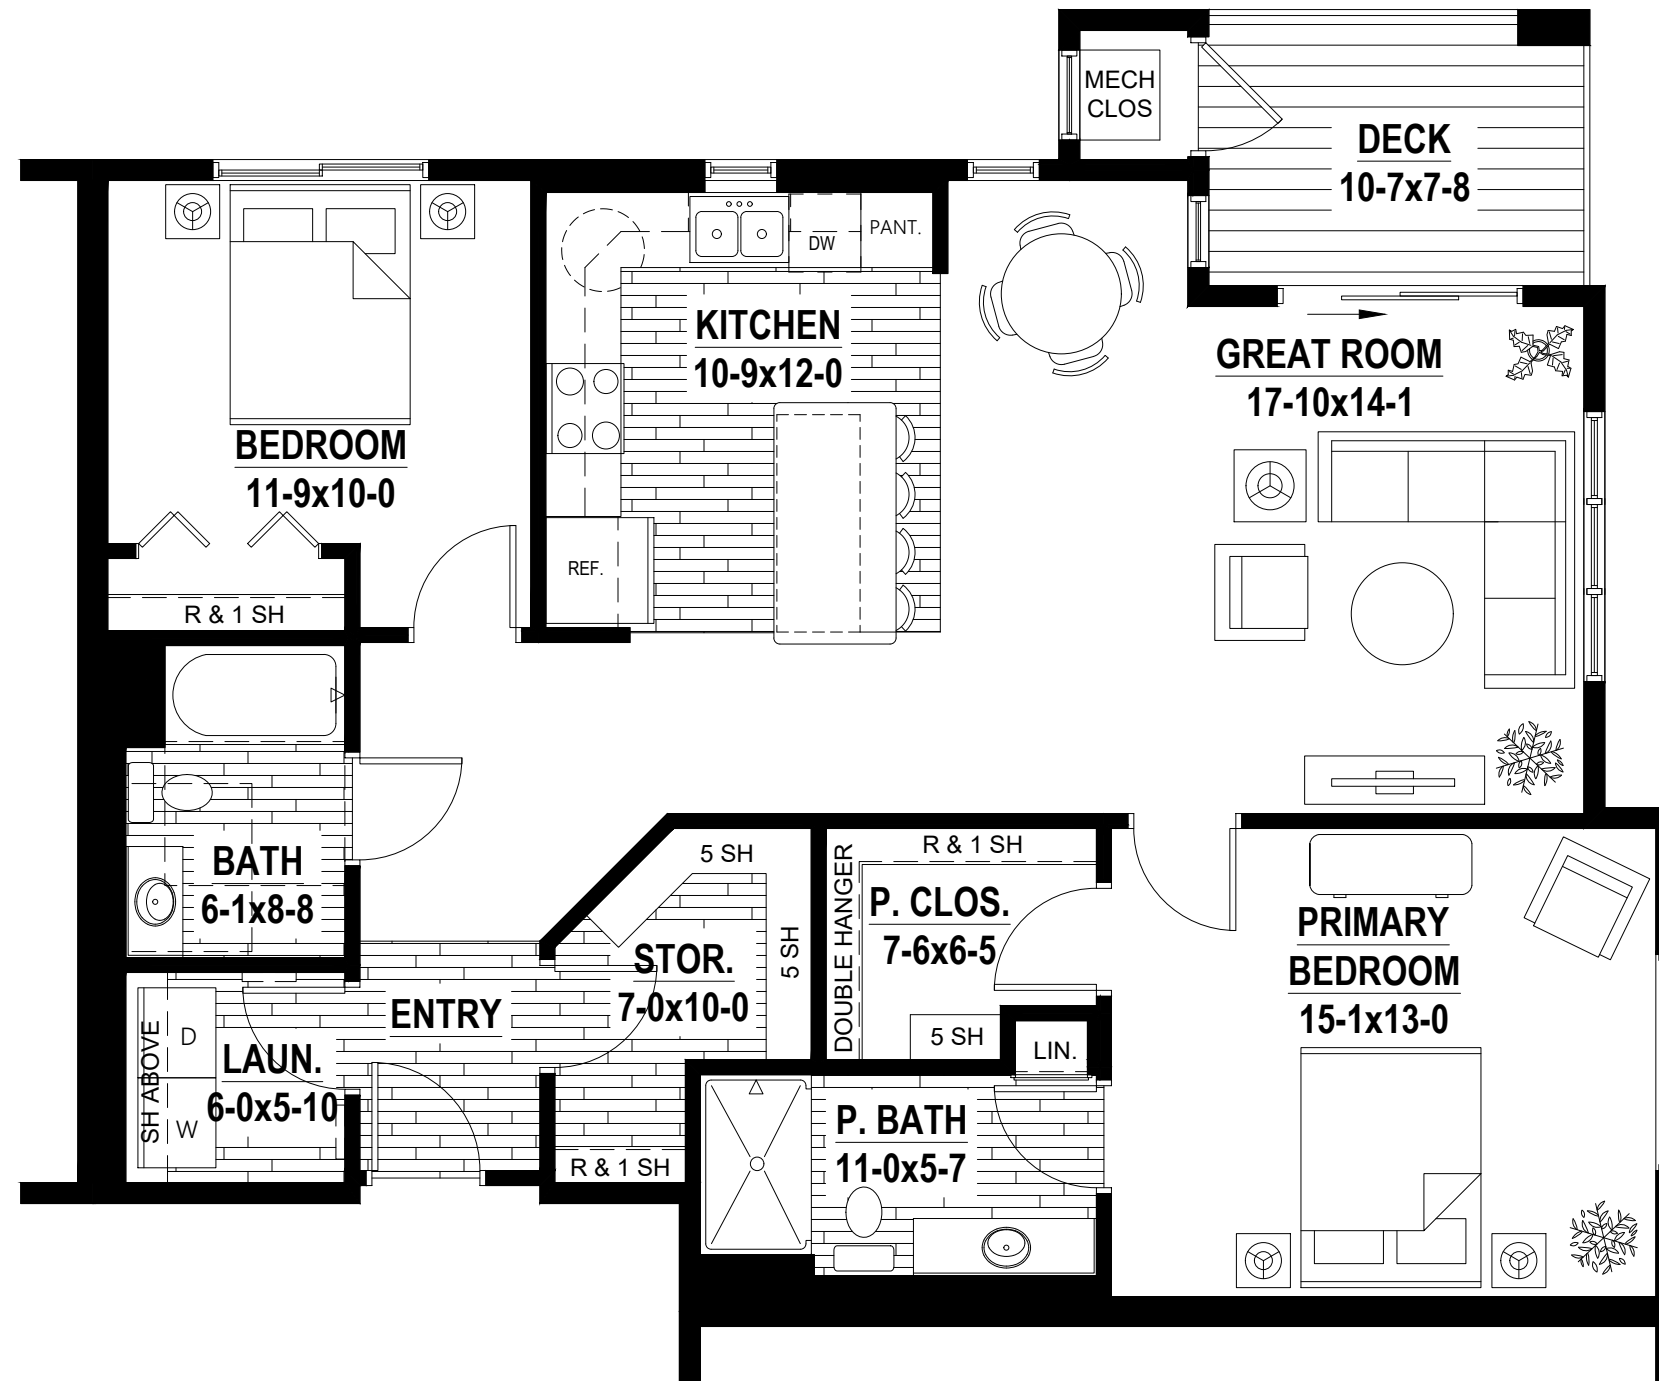 MECH
CLOS
DECK
10-7x7-8
DW
PANT.
KITCHEN
10-9x12-0
GREAT ROOM
17-10x14-1
BEDROOM
11-9x10-0
REF.
R & 1 SH
BATH
6-1x8-8
5 SH
5 SH
STOR.
7-0x10-0
R & 1 SH
DOUBLE HANGER
P. CLOS.
7-6x6-5
5 SH
LIN.
PRIMARY
BEDROOM
15-1x13-0
ENTRY
SH ABOVE
D
W
LAUN.
6-0x5-10
R & 1 SH
P. BATH
11-0x5-7